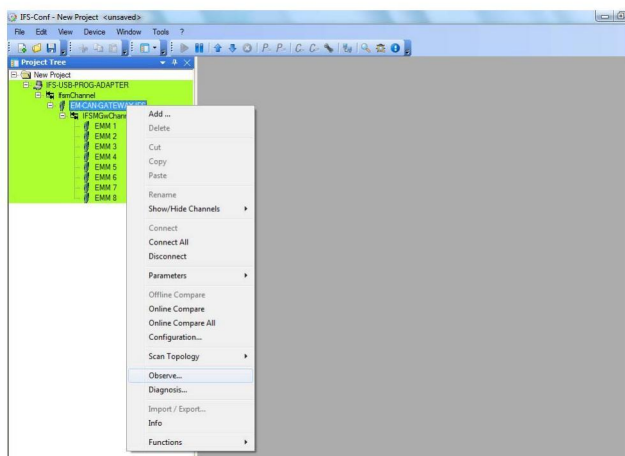 IFS-Conf - New Project <unsaved>
File Edit View Device Window Tools ?
Project Tree
New Project
IFS-USB-PROG-ADAPTER
IfsmChannel
EM-CAN-GATEWAY-IFS
IFSMGwChann
EMM 1
EMM 2
EMM 3
EMM 4
EMM 5
EMM 6
EMM 7
EMM 8
Add ...
Delete
Cut
Copy
Paste
Rename
Show/Hide Channels
Connect
Connect All
Disconnect
Parameters
Offline Compare
Online Compare
Online Compare All
Configuration...
Scan Topology
Observe...
Diagnosis...
Import / Export...
Info
Functions